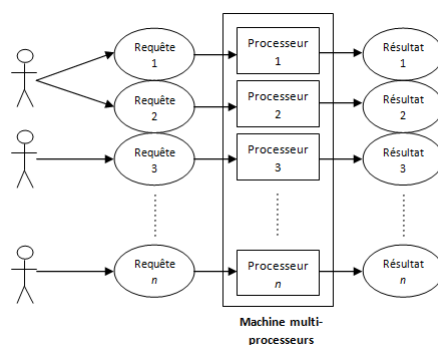 Requête
1
Processeur
1
Résultat
1
Requête
2
Processeur
2
Résultat
2
Requête
3
Processeur
3
Résultat
3
Requête
n
Processeur
n
Résultat
n
Machine multi-
processeurs